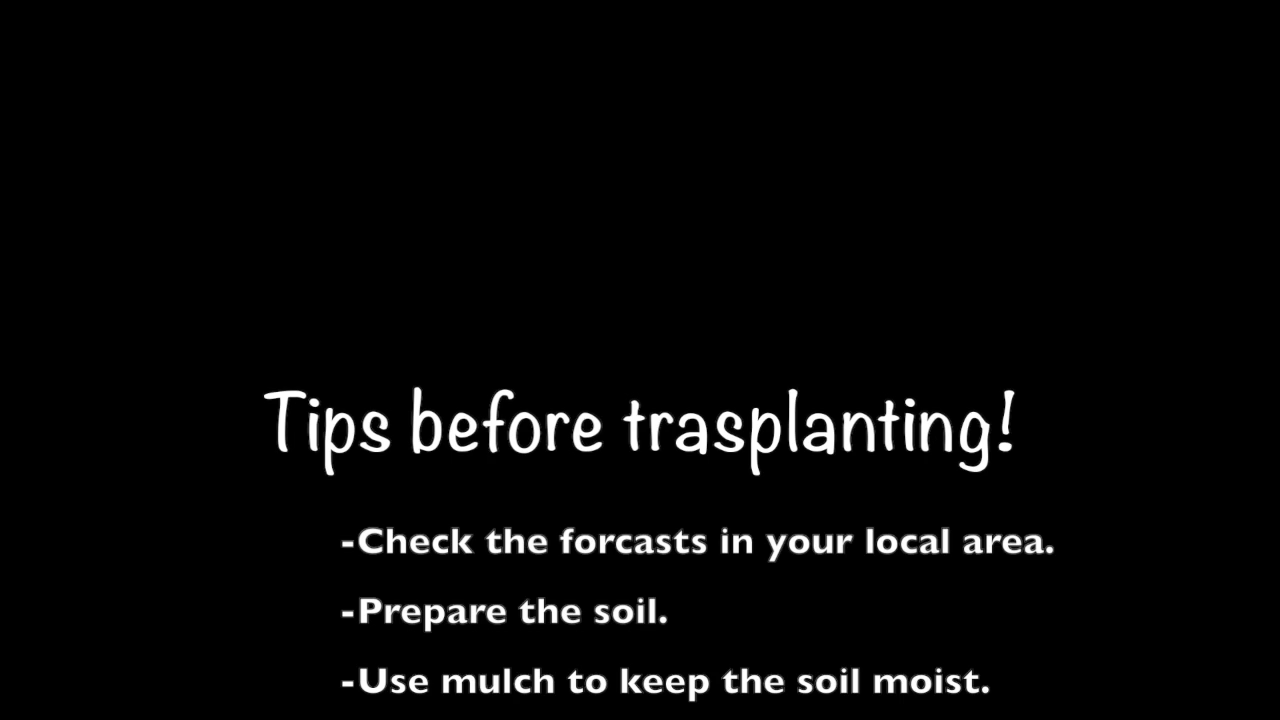 Tips before trasplanting!
-Check the forcasts in your local area.
-Prepare the soil.
-Use mulch to keep the soil moist.